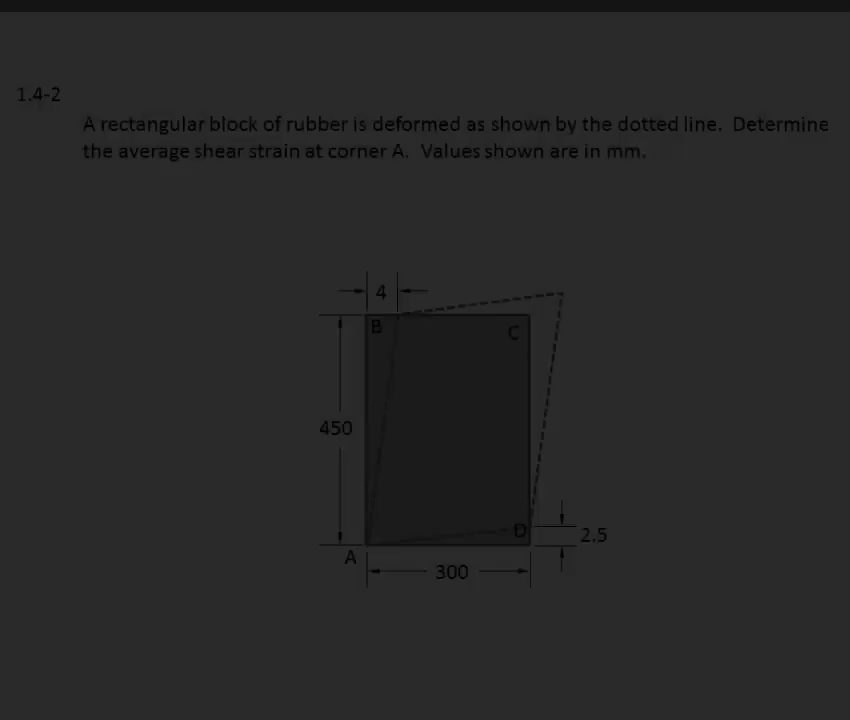 1.4-2
A rectangular block of rubber is deformed as shown by the dotted line. Determine
the average shear strain at corner A. Values shown are in mm.
4
B
C
450
D
2.5
A
300